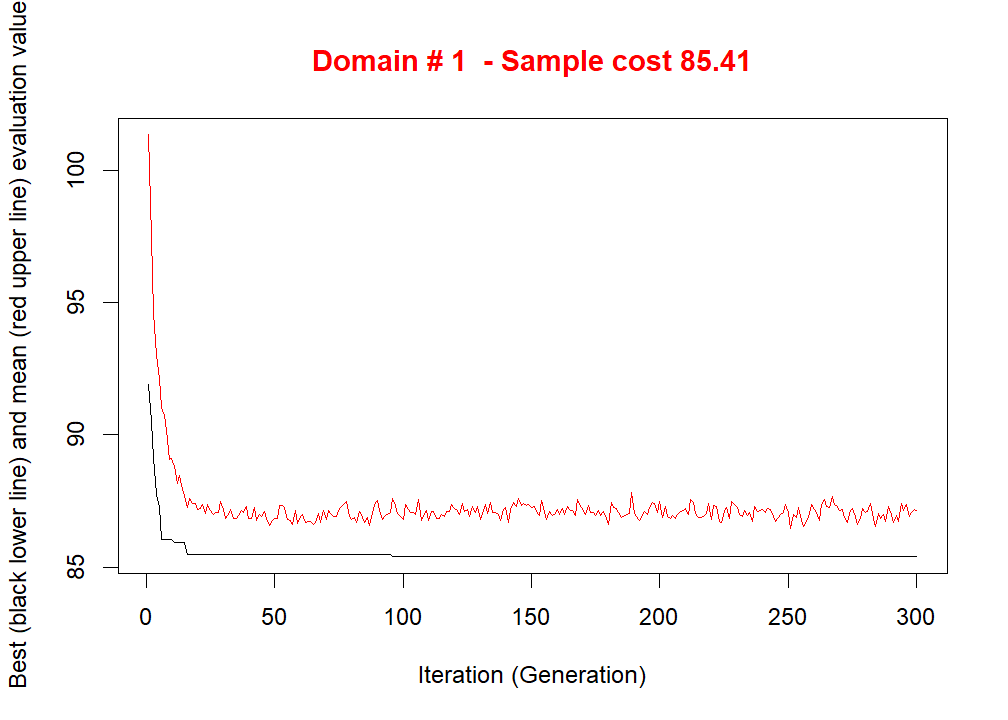 Domain # 1  - Sample cost 85.41
Best (black lower line) and mean (red upper line) evaluation value
100
95
90
85
0 50 100 150 200 250 300
Iteration (Generation)